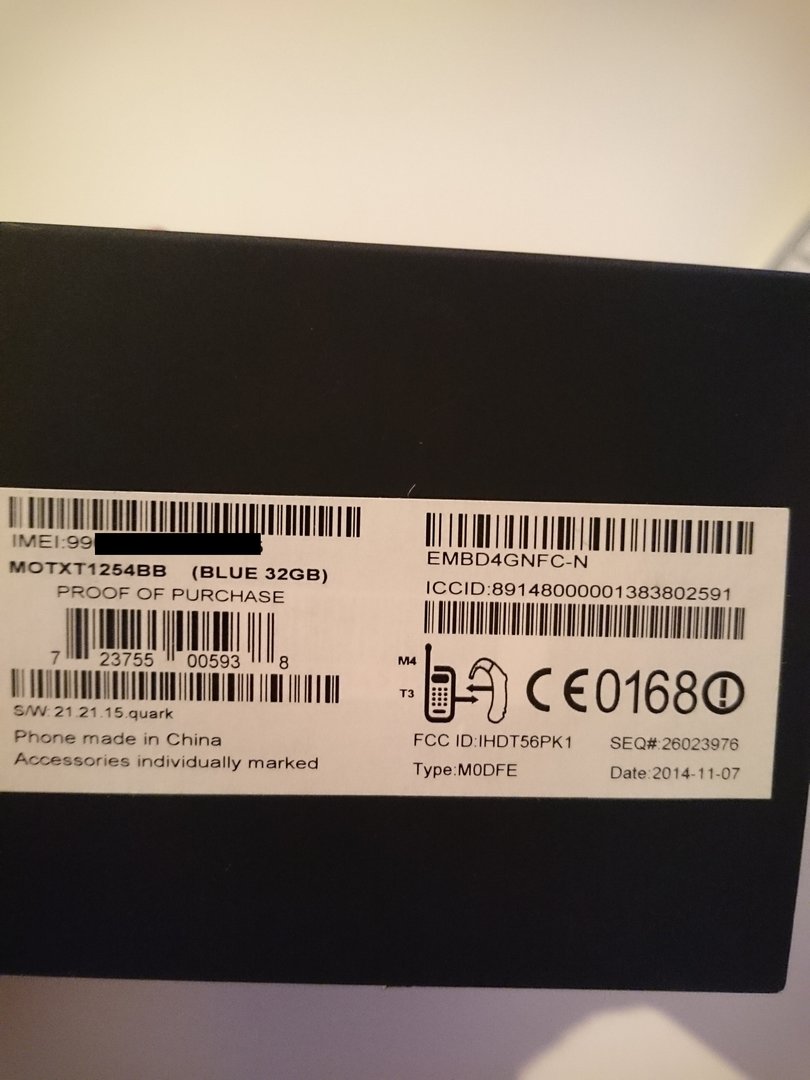 IMEI:99
MOTXT1254BB (BLUE 32GB)
PROOF OF PURCHASE
7 23755 00593 8
S/W:21.21.15.quark
Phone made in China
Accessories individually marked
EMBD4GNFC-N
ICCID:89148000001383802591
M4
T3
CE0168
FCC ID:IHDT56PK1 SEQ#:26023976
Type:M0DFE Date:2014-11-07